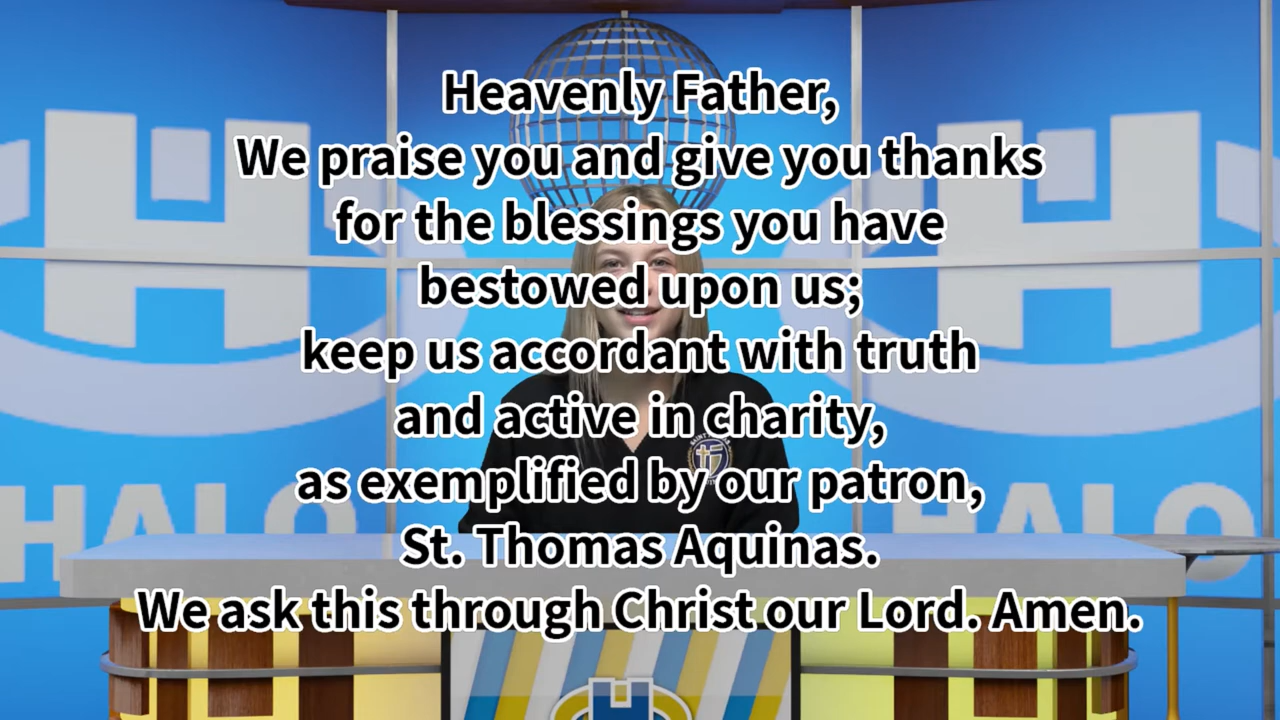 Heavenly Father,
We praise you and give you thanks
for the blessings you have
bestowed upon us;
keep us accordant with truth
and active in charity,
as exemplified by our patron,
St. Thomas Aquinas.
We ask this through Christ our Lord. Amen.
HALO
HALO